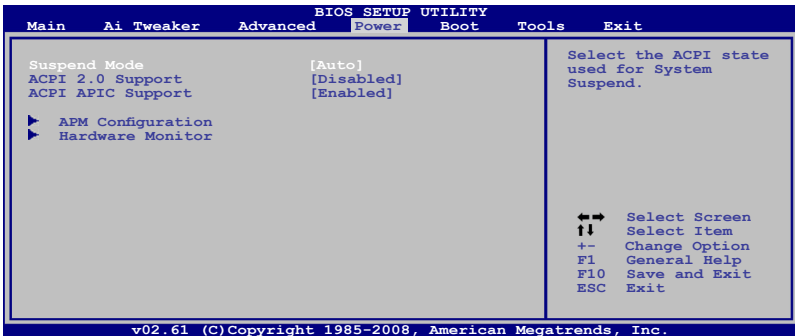 BIOS SETUP UTILITY
Main Ai Tweaker Advanced Power Boot Tools Exit
Suspend Mode [Auto]
ACPI 2.0 Support [Disabled]
ACPI APIC Support [Enabled]
APM Configuration
Hardware Monitor
Select the ACPI state
used for System
Suspend.
←→ Select Screen
↑↓ Select Item
+- Change Option
F1 General Help
F10 Save and Exit
ESC Exit
v02.61 (C)Copyright 1985-2008, American Megatrends, Inc.